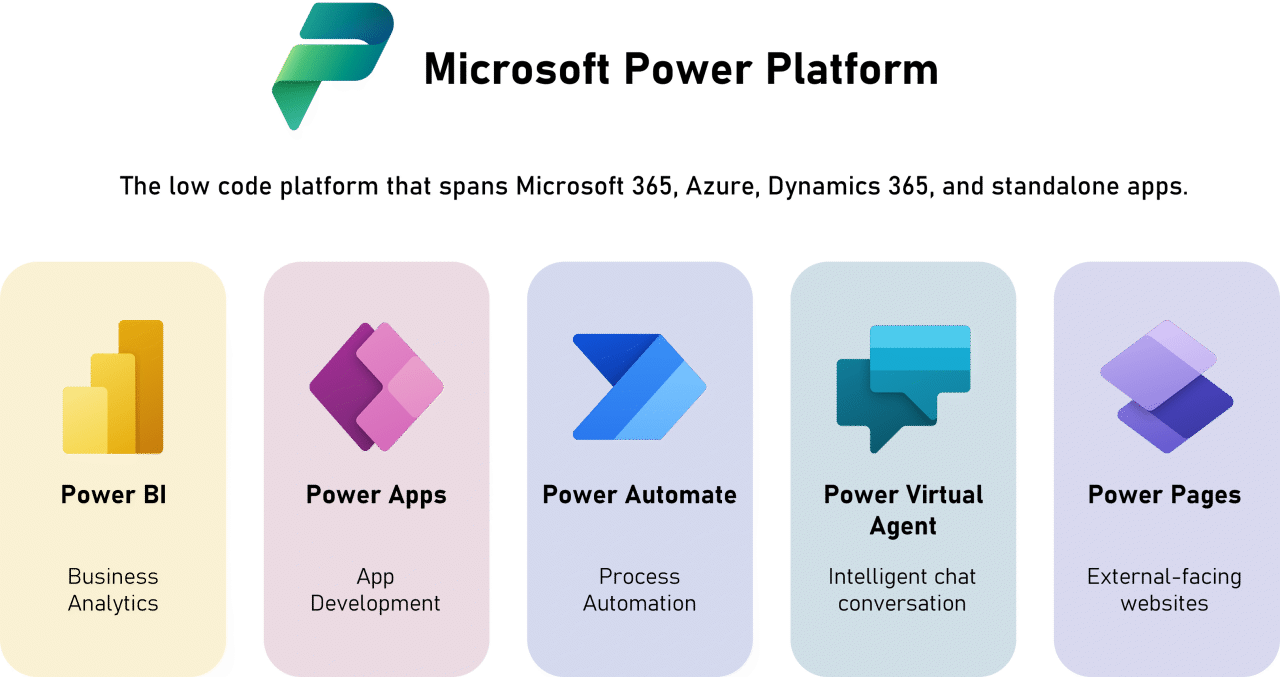 Microsoft Power Platform
The low code platform that spans Microsoft 365, Azure, Dynamics 365, and standalone apps.
Power BI
Business
Analytics
Power Apps
App
Development
Power Automate
Process
Automation
Power Virtual
Agent
Intelligent chat
conversation
Power Pages
External-facing
websites